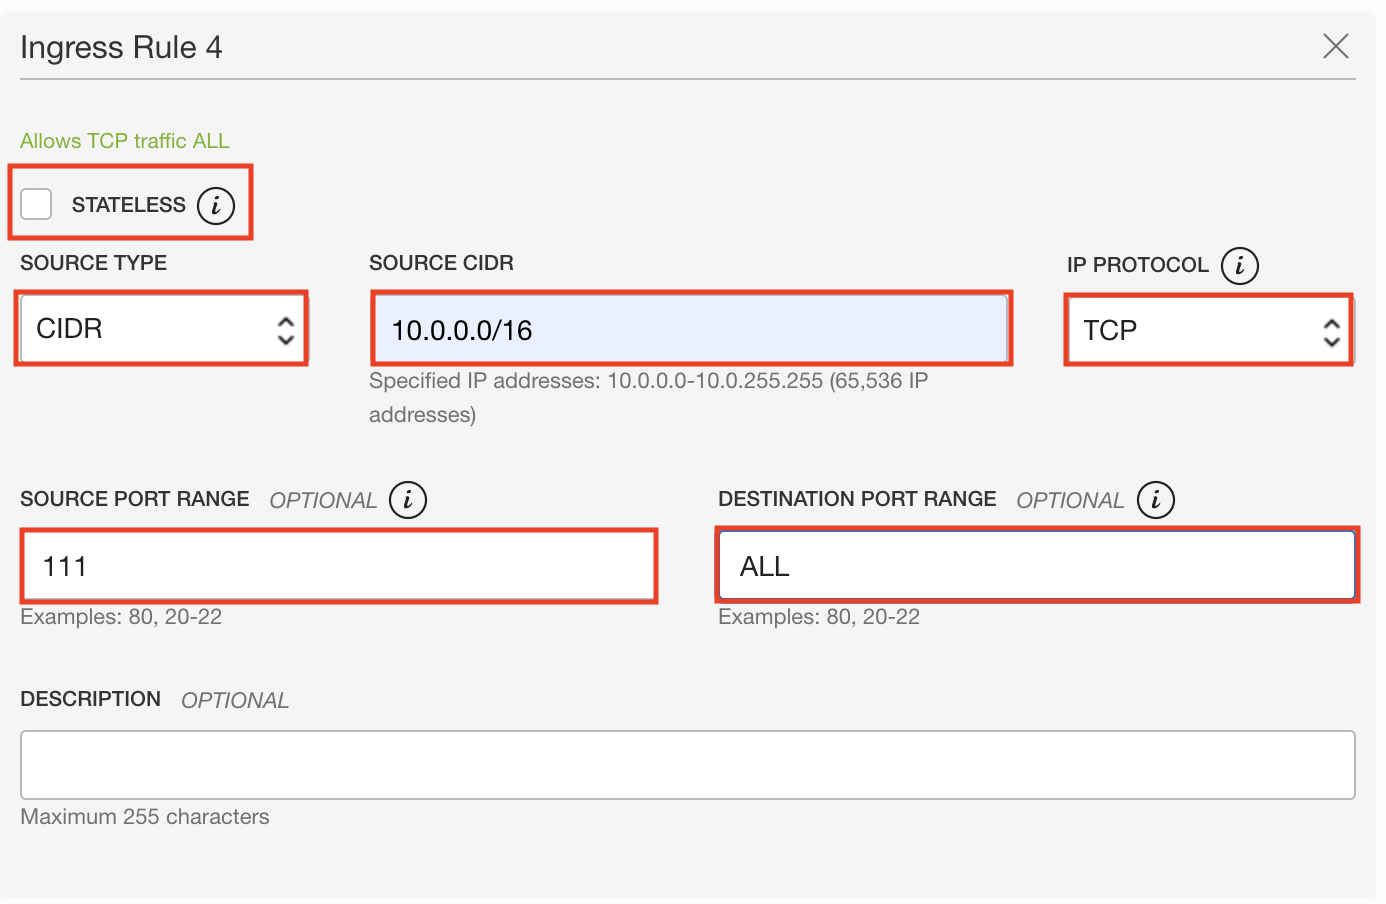 Ingress Rule 4
Allows TCP traffic ALL
STATELESS i
SOURCE TYPE
SOURCE CIDR
IP PROTOCOL i
CIDR
10.0.0.0/16
TCP
Specified IP addresses: 10.0.0.0-10.0.255.255 (65,536 IP
addresses)
SOURCE PORT RANGE OPTIONAL i
DESTINATION PORT RANGE OPTIONAL i
111
ALL
Examples: 80, 20-22
Examples: 80, 20-22
DESCRIPTION OPTIONAL
Maximum 255 characters